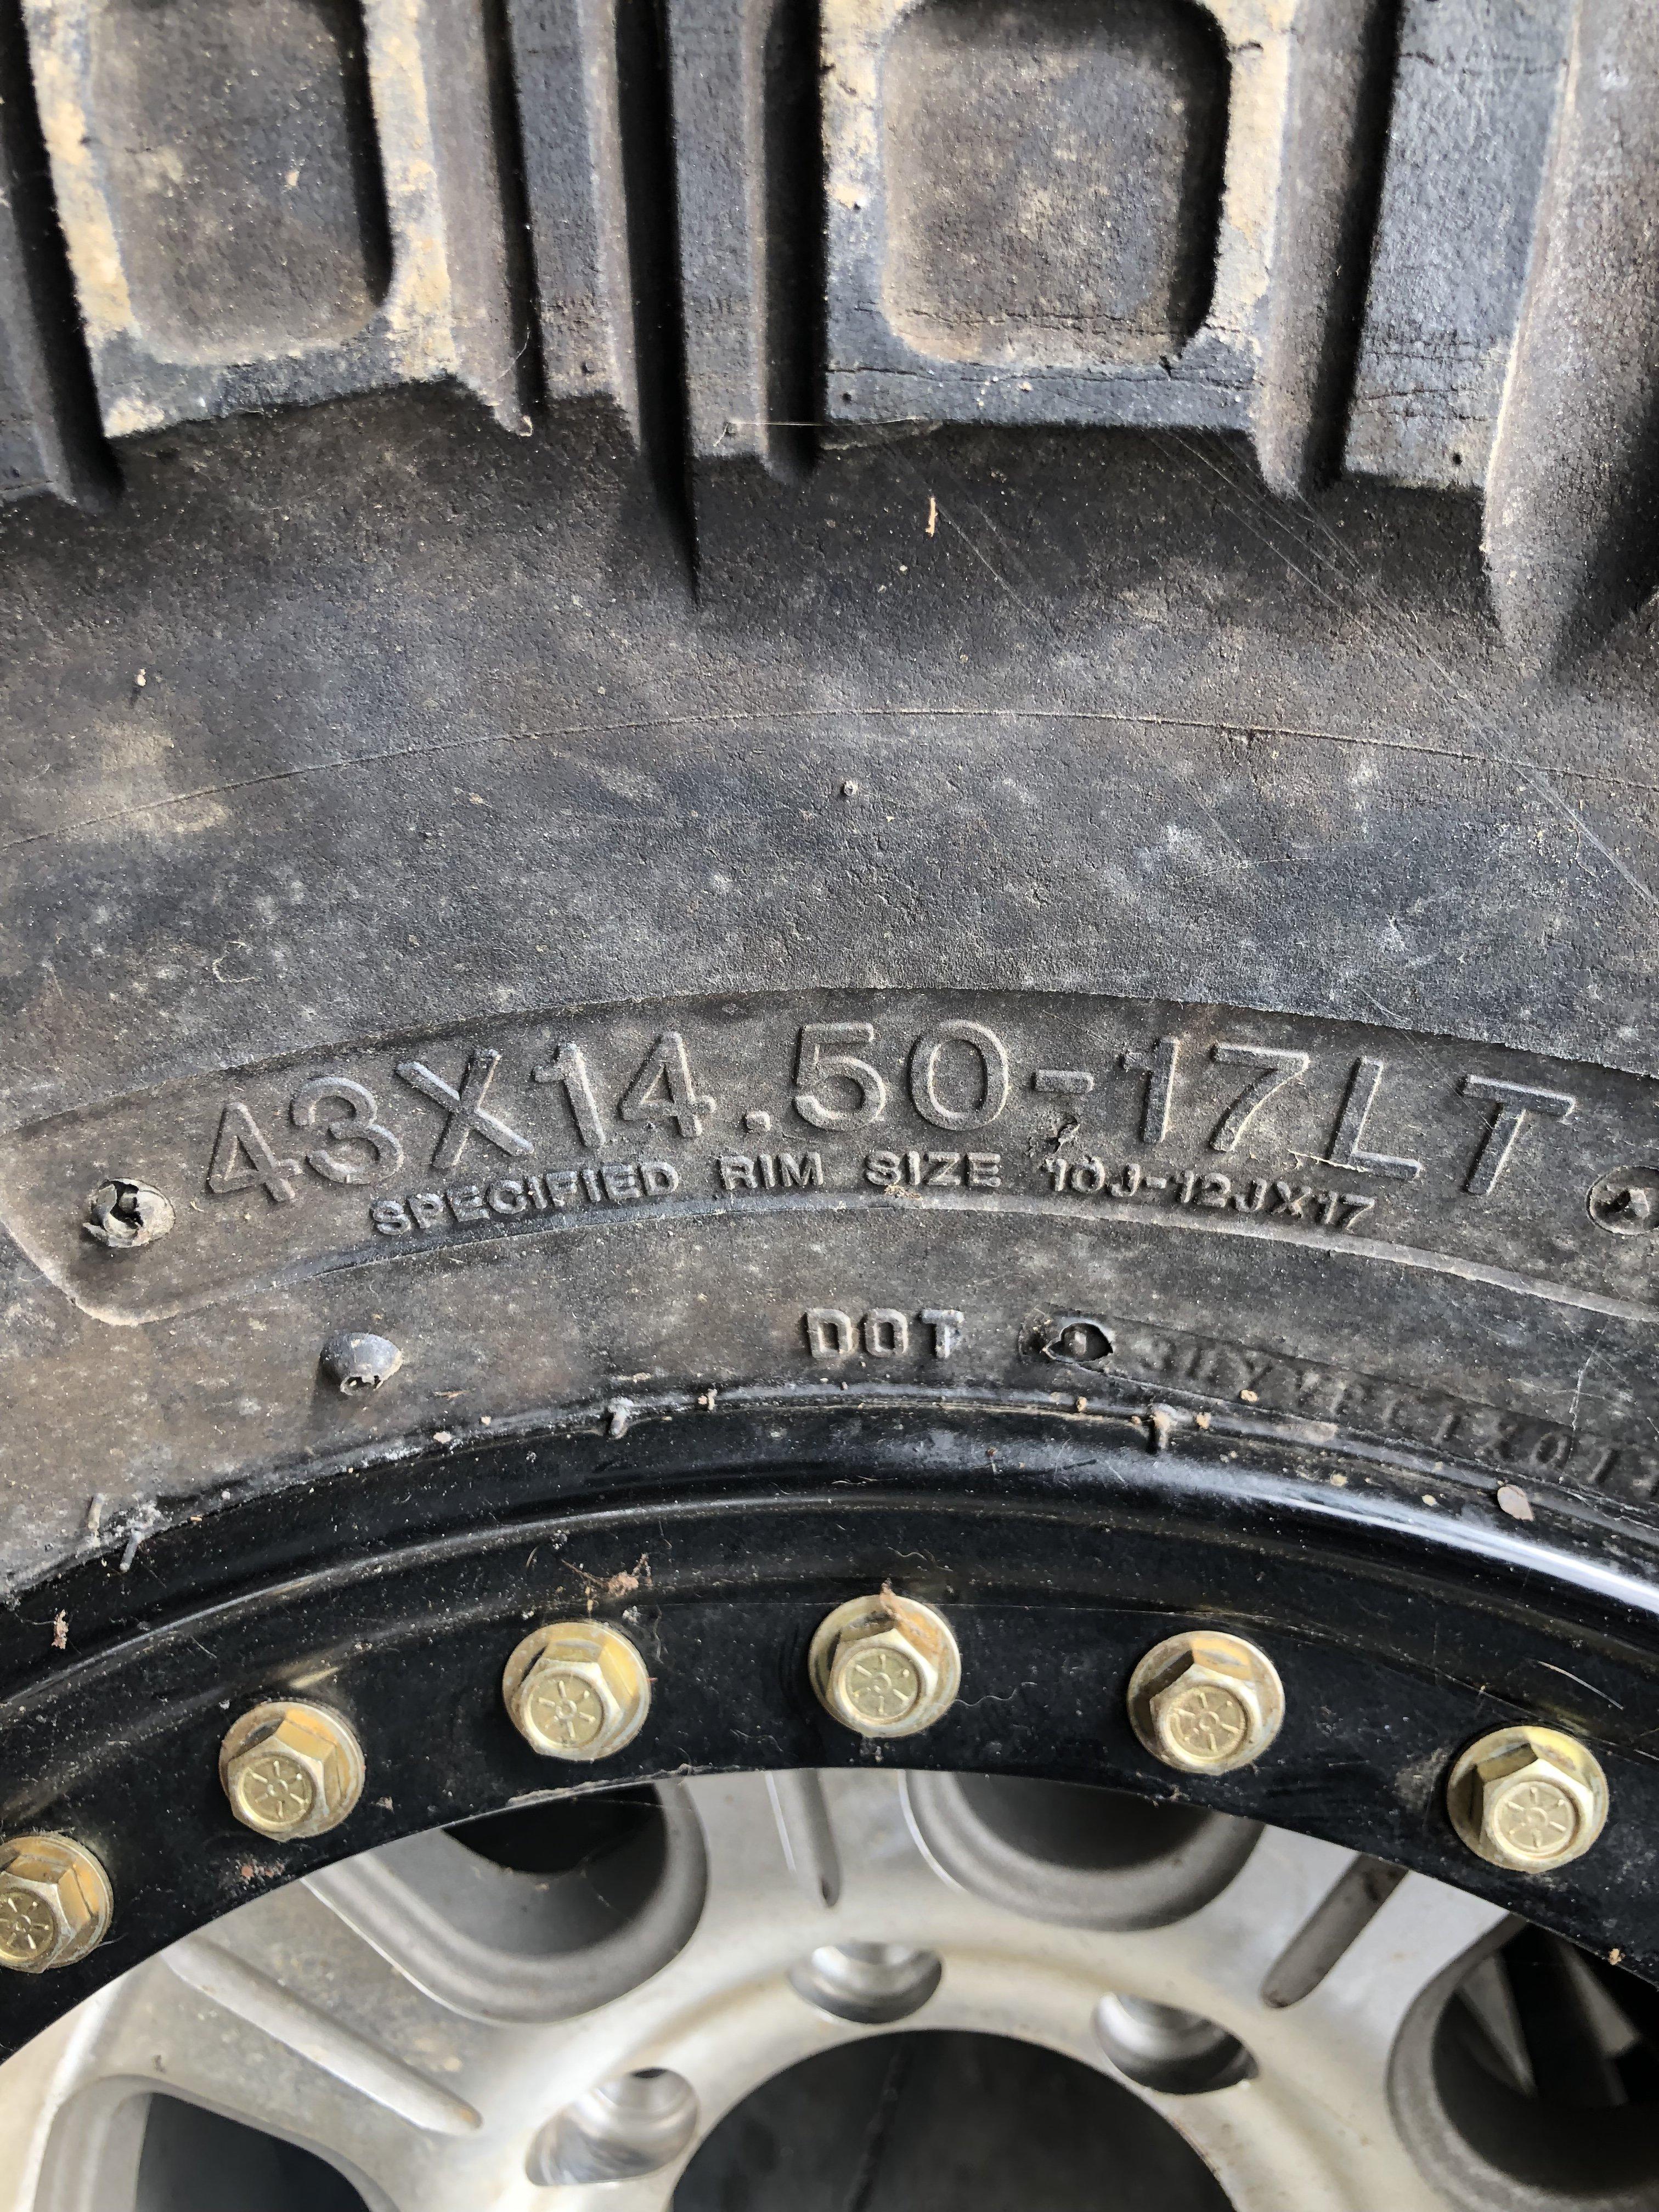 43X14.50-17LT
SPECIFIED RIM SIZE 10J-12JX17
DOT